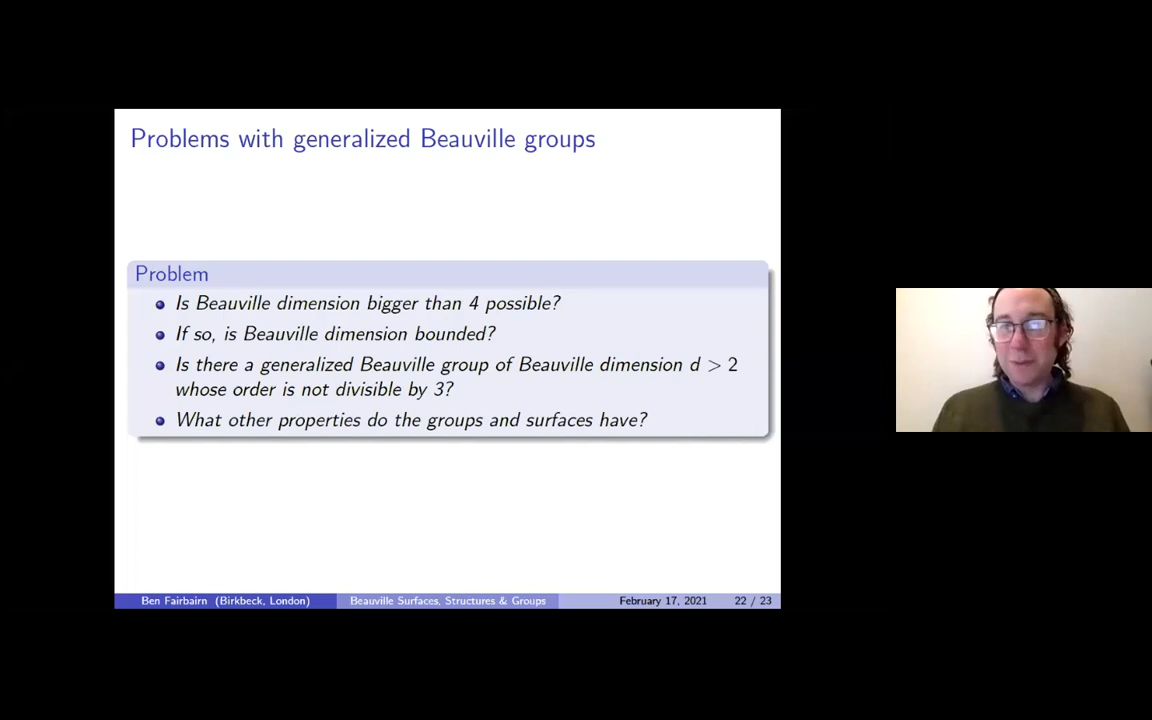 Problems with generalized Beauville groups
Problem
Is Beauville dimension bigger than 4 possible?
If so, is Beauville dimension bounded?
Is there a generalized Beauville group of Beauville dimension d > 2
whose order is not divisible by 3?
What other properties do the groups and surfaces have?
Ben Fairbairn (Birkbeck, London) Beauville Surfaces, Structures & Groups February 17, 2021 22 / 23